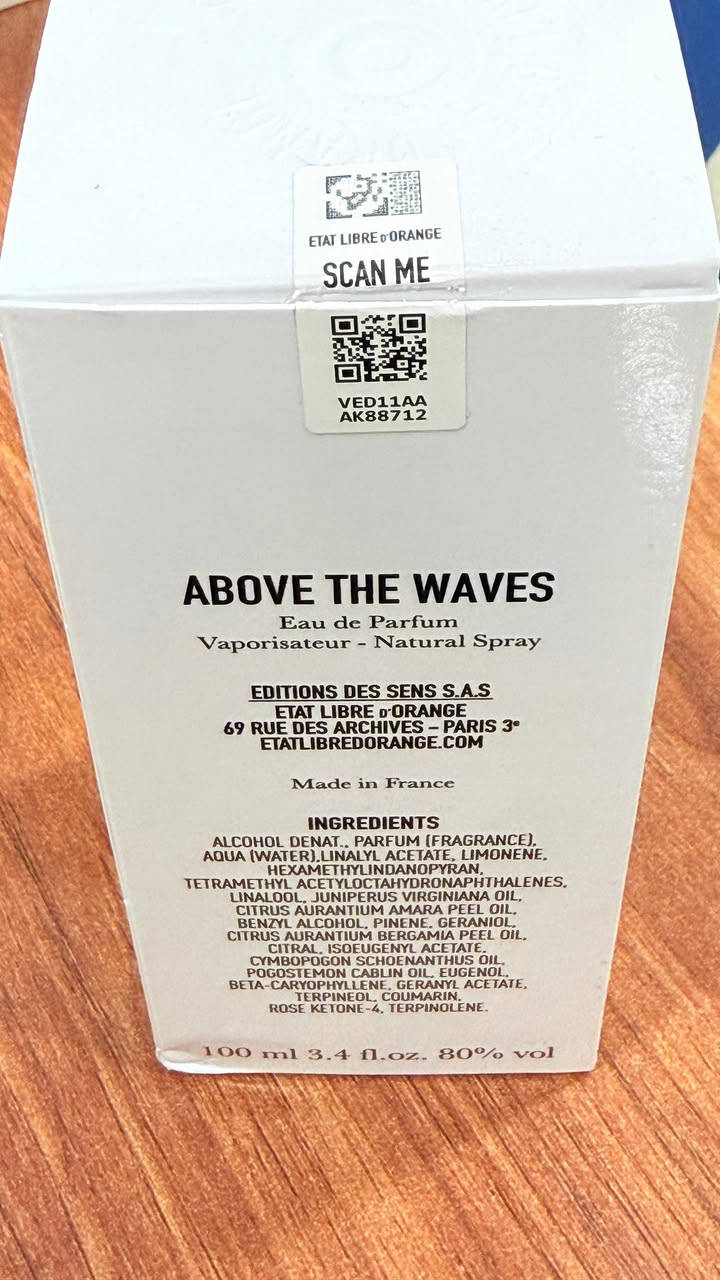 ETAT LIBRE D'ORANGE
SCAN ME
VED11AA
AK88712
ABOVE THE WAVES
Eau de Parfum
Vaporisateur - Natural Spray
EDITIONS DES SENS S.A.S
ETAT LIBRE D'ORANGE
69 RUE DES ARCHIVES – PARIS 3e
ETATLIBREDORANGE.COM
Made in France
INGREDIENTS
ALCOHOL DENAT., PARFUM (FRAGRANCE),
AQUA (WATER),LINALYL ACETATE, LIMONENE,
HEXAMETHYLINDANOPYRAN,
TETRAMETHYL ACETYLOCTAHYDRONAPHTHALENES,
LINALOOL, JUNIPERUS VIRGINIANA OIL,
CITRUS AURANTIUM AMARA PEEL OIL,
BENZYL ALCOHOL, PINENE, GERANIOL,
CITRUS AURANTIUM BERGAMIA PEEL OIL,
CITRAL, ISOEUGENYL ACETATE,
CYMBOPOGON SCHOENANTHUS OIL,
POGOSTEMON CABLIN OIL, EUGENOL,
BETA-CARYOPHYLLENE, GERANYL ACETATE,
TERPINEOL, COUMARIN,
ROSE KETONE-4, TERPINOLENE.
100 ml 3.4 fl.oz. 80% vol